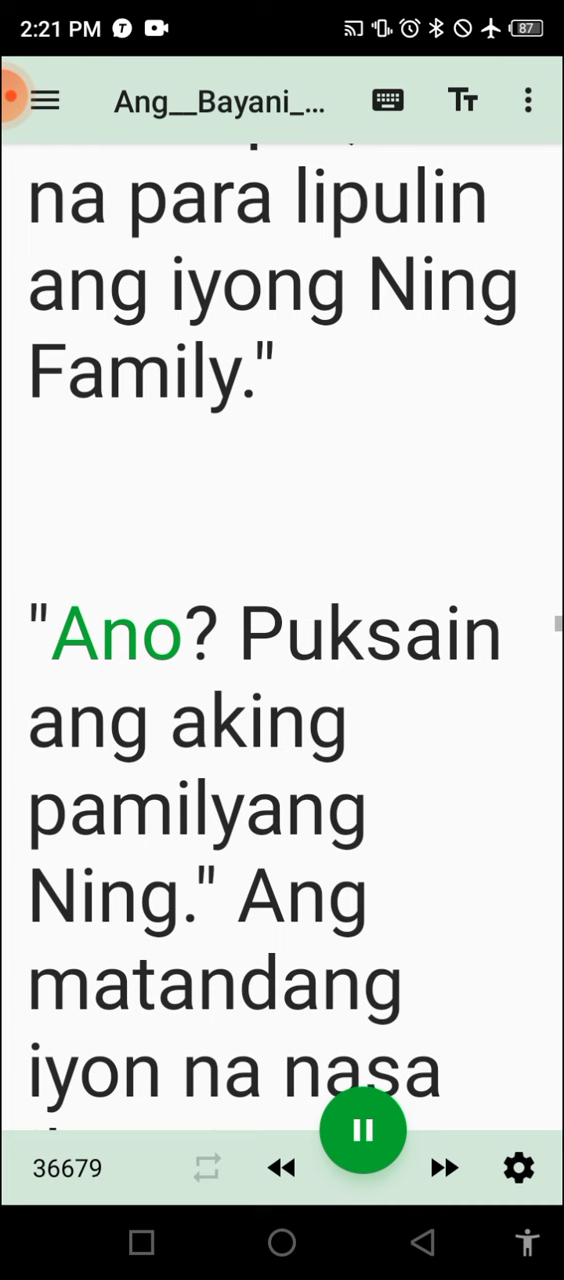 2:21 PM
87
Ang__Bayani_...
na para lipulin
ang iyong Ning
Family."
"Ano? Puksain
ang aking
pamilyang
Ning." Ang
matandang
iyon na nasa
36679